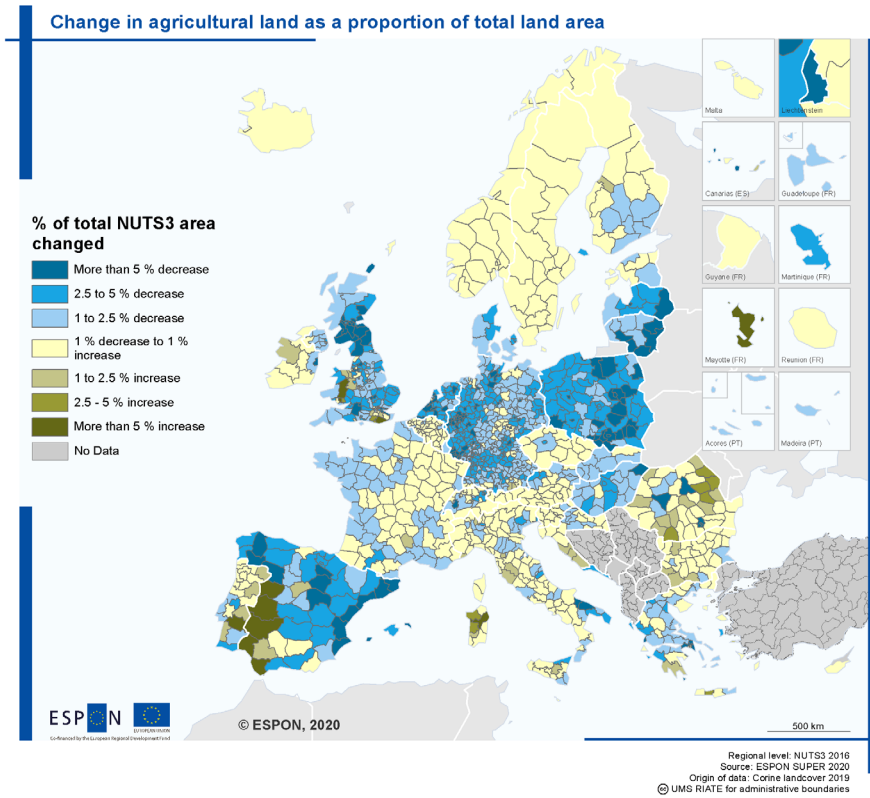 Change in agricultural land as a proportion of total land area
Malta
Liechtenstein
Canarias (ES)
Guadeloupe (FR)
Guyane (FR)
Martinique (FR)
Mayotte (FR)
Reunion (FR)
Acores (PT)
Madeira (PT)
% of total NUTS3 area
changed
More than 5 % decrease
2.5 to 5 % decrease
1 to 2.5 % decrease
1 % decrease to 1 %
increase
1 to 2.5 % increase
2.5 - 5 % increase
More than 5 % increase
No Data
ESPON
EUROPEAN UNION
Co-financed by the European Regional Development Fund
© ESPON, 2020
500 km
Regional level: NUTS3 2016
Source: ESPON SUPER 2020
Origin of data: Corine landcover 2019
cc UMS RIATE for administrative boundaries